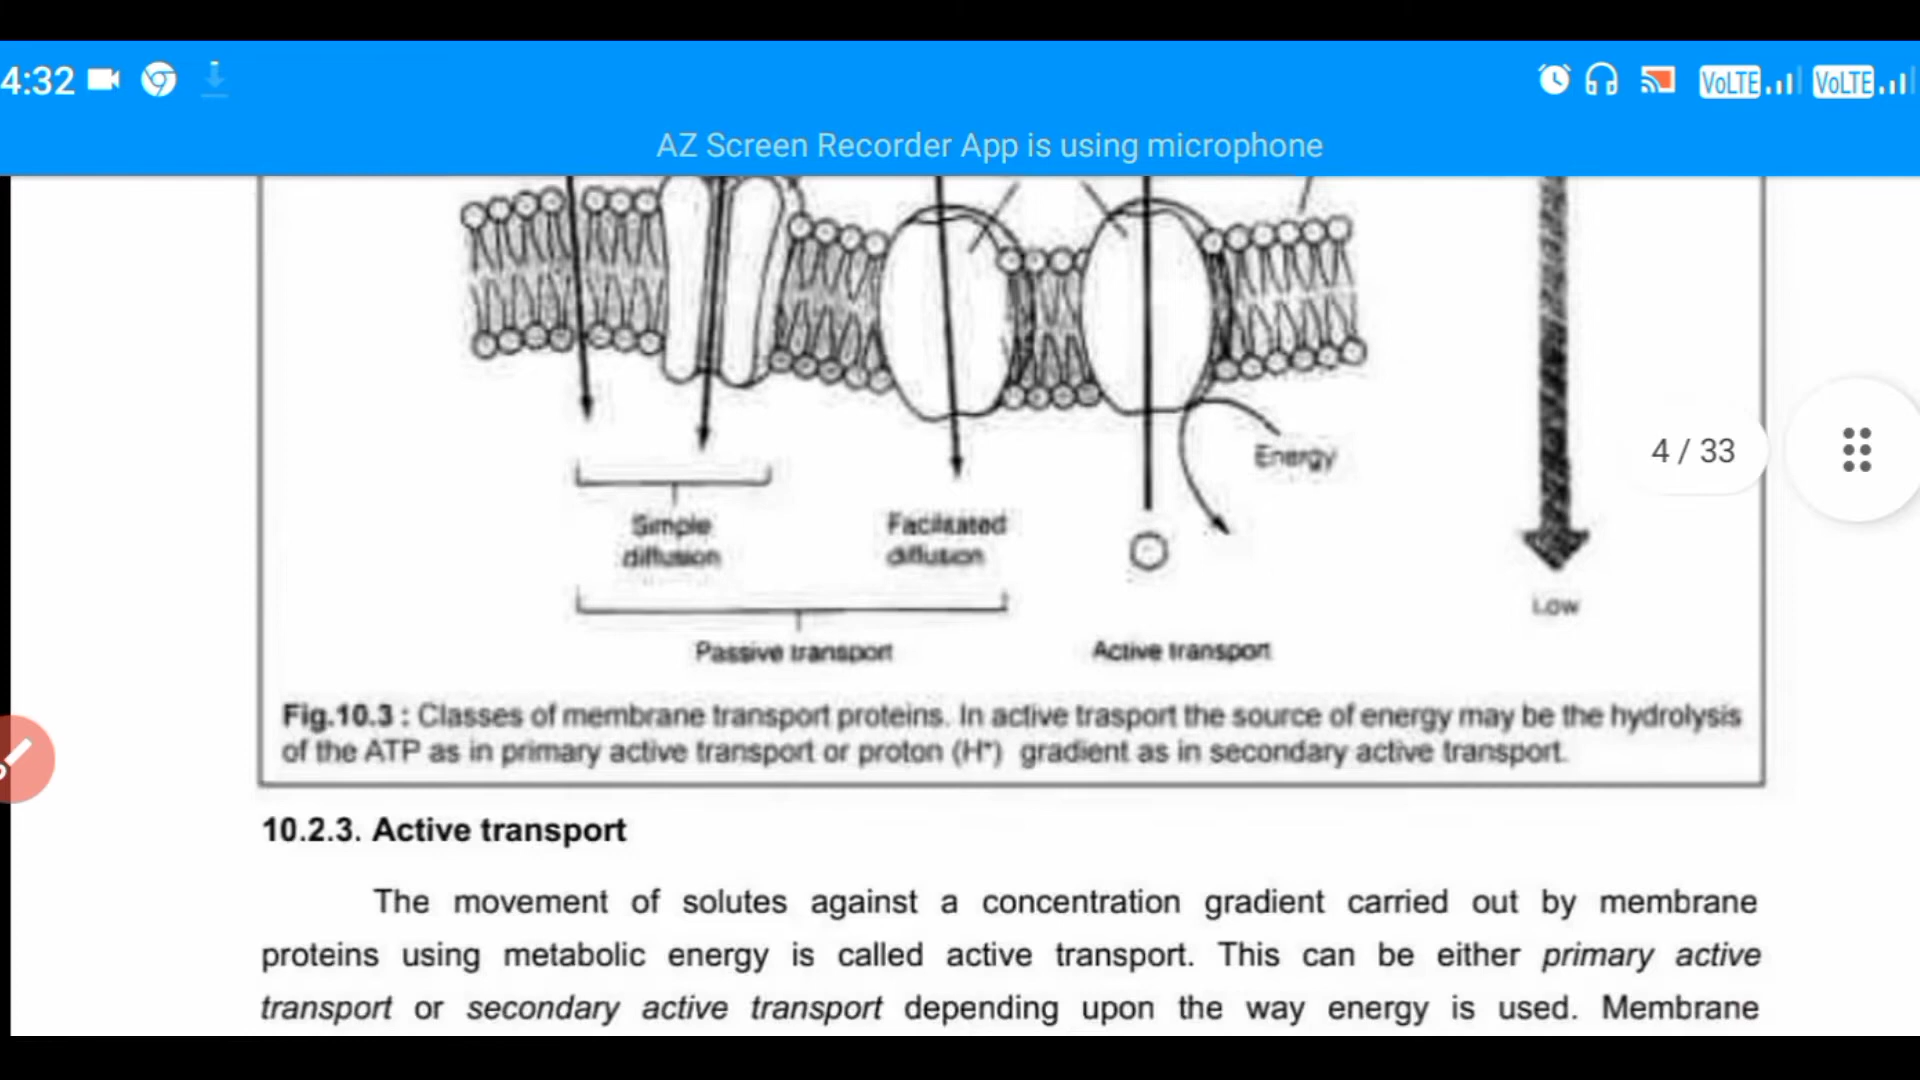 4:32
VoLTE VoLTE
AZ Screen Recorder App is using microphone
Energy
4 / 33
Simple Facilitated
diffusion diffusion
Low
Passive transport Active transport
Fig.10.3 : Classes of membrane transport proteins. In active trasport the source of energy may be the hydrolysis
of the ATP as in primary active transport or proton (H⁺) gradient as in secondary active transport.
10.2.3. Active transport
The movement of solutes against a concentration gradient carried out by membrane
proteins using metabolic energy is called active transport. This can be either primary active
transport or secondary active transport depending upon the way energy is used. Membrane